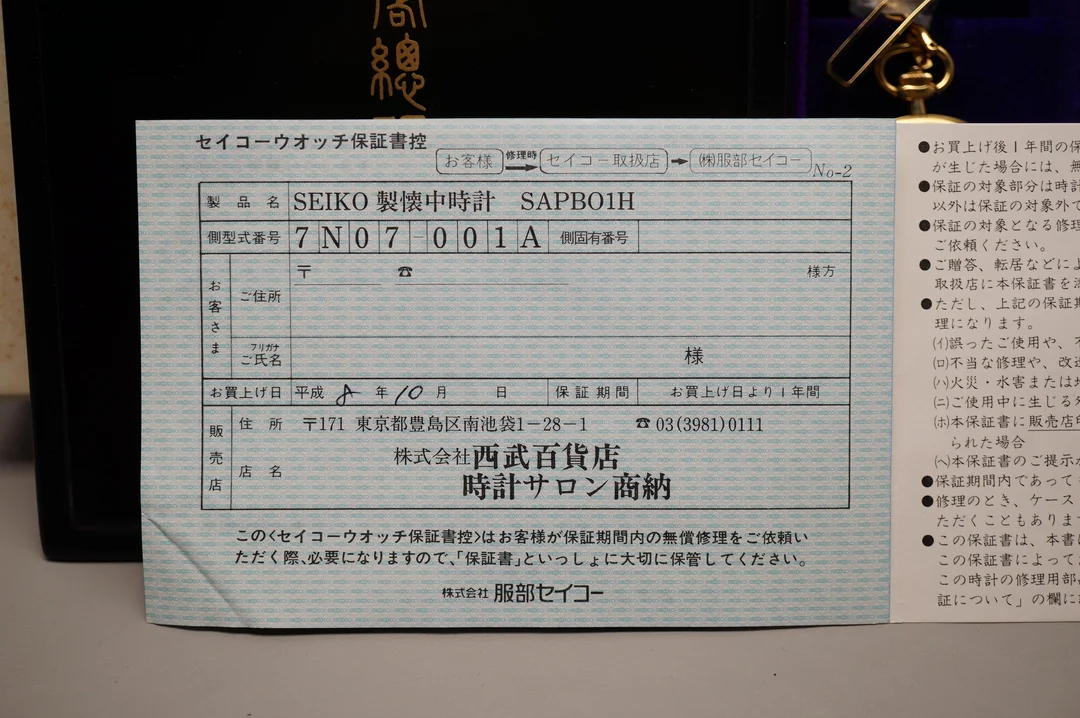 總
セイコーウオッチ保証書控
お客様 修理時 セイコー取扱店 ㈱服部セイコー
No-2
製品名 SEIKO 製懐中時計 SAPBO1H
側型式番号 7N07-001A 側固有番号
お客さま
ご住所 〒 ☎ 様方
フリガナ
ご氏名 様
お買上げ日 平成 8 年 10 月 日 保証期間 お買上げ日より1年間
販売店
住所 〒171 東京都豊島区南池袋1-28-1 ☎03(3981)0111
店名 株式会社西武百貨店
時計サロン商納
この〈セイコーウオッチ保証書控〉はお客様が保証期間内の無償修理をご依頼い
ただく際、必要になりますので、「保証書」といっしょに大切に保管してください。
株式会社 服部セイコー
●お買上げ後1年間の保
が生じた場合には、無
●保証の対象部分は時計
以外は保証の対象外で
●保証の対象となる修理
ご依頼ください。
●ご贈答、転居などによ
取扱店に本保証書を
●ただし、上記の保証期
理になります。
(イ)誤ったご使用や、不
(ロ)不当な修理や、改造
(ハ)火災・水害または地
(ニ)ご使用中に生じる外
(ホ)本保証書に販売店
られた場合
(ヘ)本保証書のご提示が
●保証期間内であって
●修理のとき、ケース
ただくこともありま
●この保証書は、本書
この保証書によって
この時計の修理用部
証について」の欄に